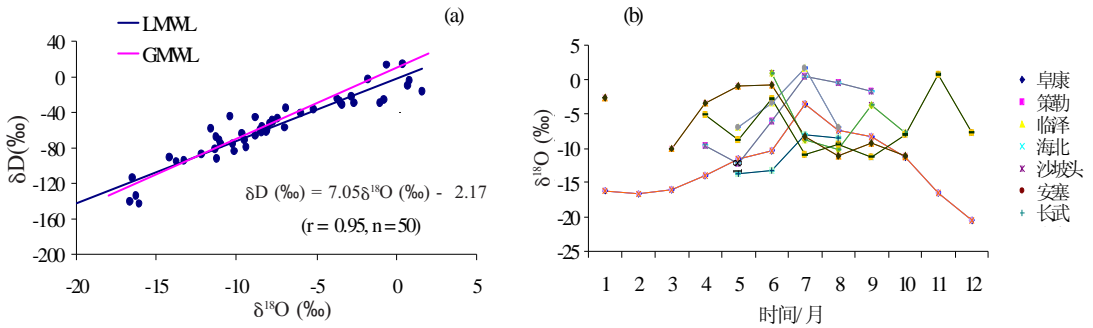 (a)
LMWL
GMWL
40
0
-40
-80
-120
-160
-200
δD(‰)
δD (‰) = 7.05δ¹⁸O (‰) - 2.17
(r = 0.95, n=50)
-20
-15
-10
-5
0
5
δ¹⁸O (‰)
(b)
5
0
-5
-10
-15
-20
-25
δ¹⁸O (‰)
1 2 3 4 5 6 7 8 9 10 11 12
时间/月
阜康
策勒
临泽
海北
沙坡头
安塞
长武